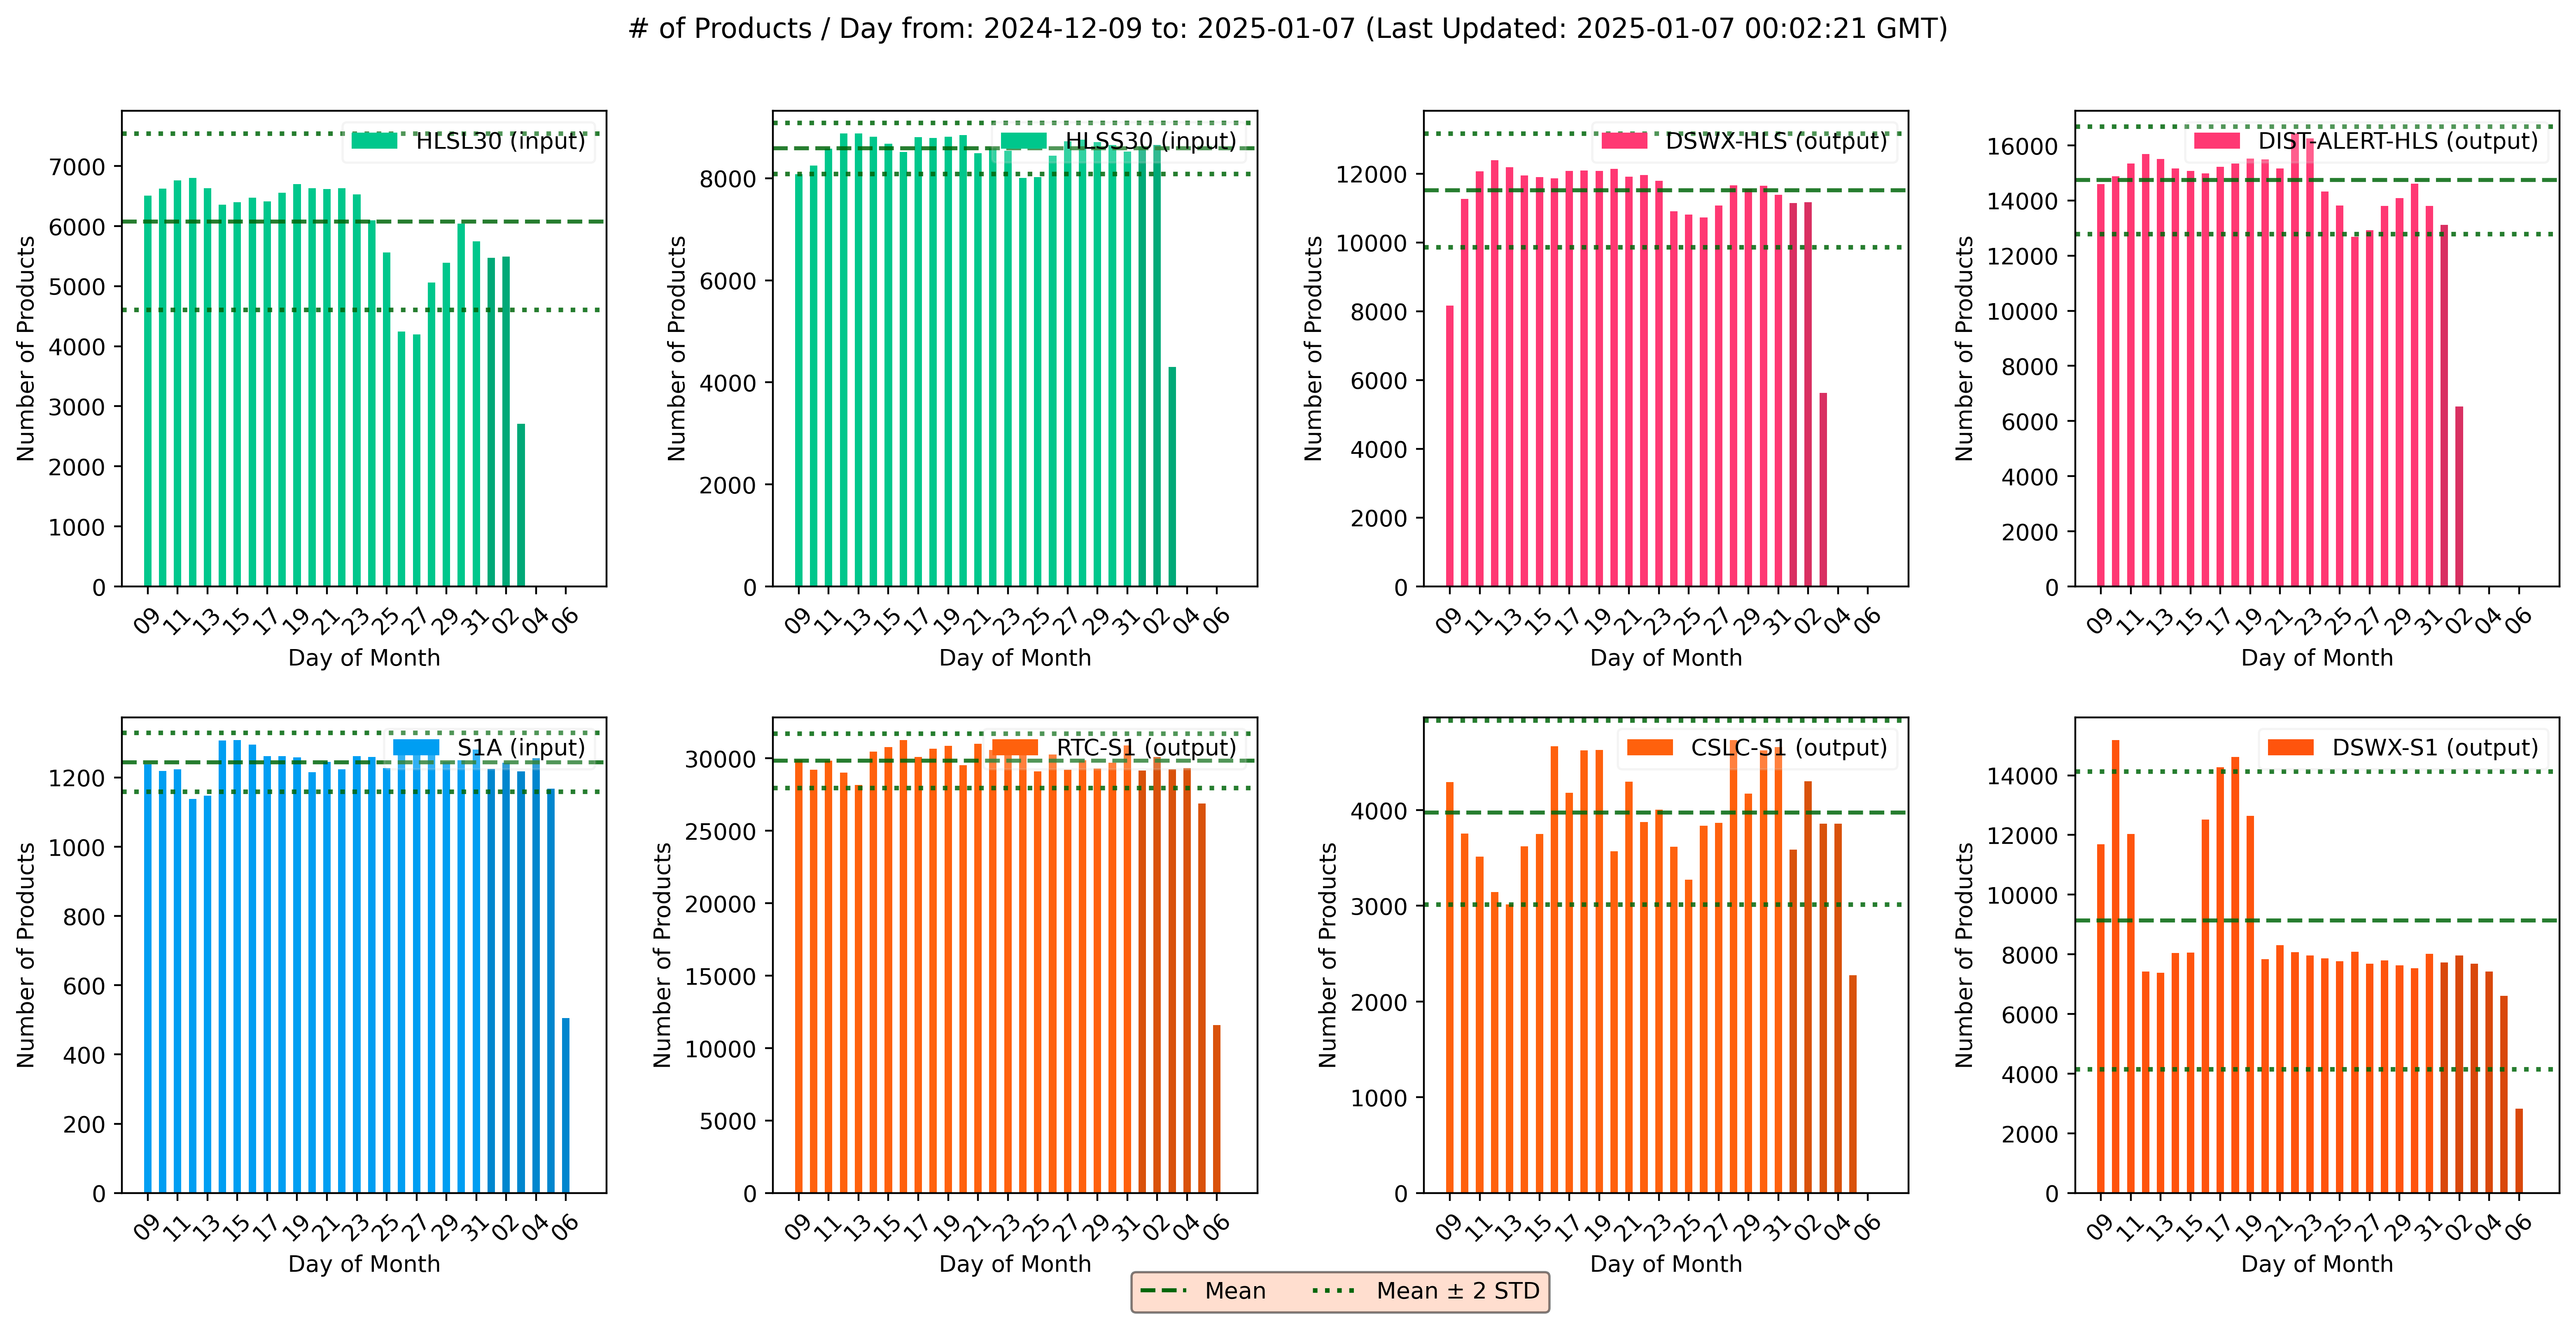 # of Products / Day from: 2024-12-09 to: 2025-01-07 (Last Updated: 2025-01-07 00:02:21 GMT)
HLSL30 (input)
Number of Products
7000
6000
5000
4000
3000
2000
1000
0
09 11 13 15 17 19 21 23 25 27 29 31 02 04 06
Day of Month
HLSS30 (input)
Number of Products
8000
6000
4000
2000
0
09 11 13 15 17 19 21 23 25 27 29 31 02 04 06
Day of Month
DSWX-HLS (output)
Number of Products
12000
10000
8000
6000
4000
2000
0
09 11 13 15 17 19 21 23 25 27 29 31 02 04 06
Day of Month
DIST-ALERT-HLS (output)
Number of Products
16000
14000
12000
10000
8000
6000
4000
2000
0
09 11 13 15 17 19 21 23 25 27 29 31 02 04 06
Day of Month
S1A (input)
Number of Products
1200
1000
800
600
400
200
0
09 11 13 15 17 19 21 23 25 27 29 31 02 04 06
Day of Month
RTC-S1 (output)
Number of Products
30000
25000
20000
15000
10000
5000
0
09 11 13 15 17 19 21 23 25 27 29 31 02 04 06
Day of Month
CSLC-S1 (output)
Number of Products
4000
3000
2000
1000
0
09 11 13 15 17 19 21 23 25 27 29 31 02 04 06
Day of Month
DSWX-S1 (output)
Number of Products
14000
12000
10000
8000
6000
4000
2000
0
09 11 13 15 17 19 21 23 25 27 29 31 02 04 06
Day of Month
Mean
Mean ± 2 STD